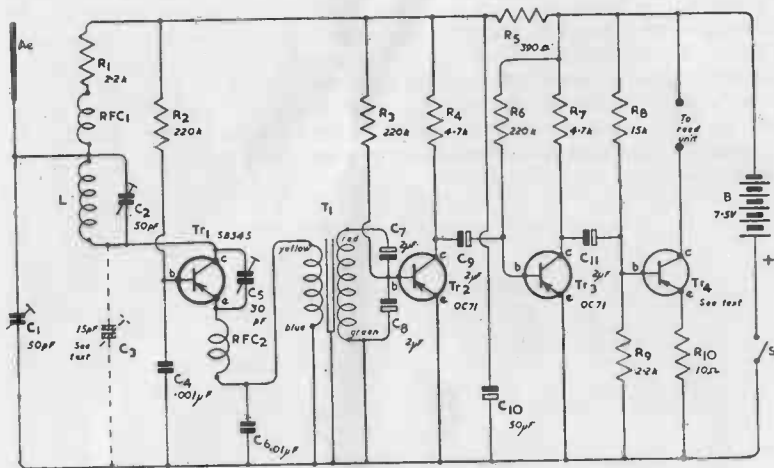 Ae
R1
2.2k
RFC1
L
C2
50pF
C1
50pF
15pF
See
text
C3
R2
220k
Tr1 SB345
b
c
e
C5
30
pF
RFC2
C4
.001µF
C6 .01µF
yellow
blue
T1
red
green
R3
220k
C7
2µF
C8
2µF
R4
4.7k
b
c
e
Tr2
OC71
C9
2µF
C10
50µF
R5
390Ω
R6
220k
R7
4.7k
b
c
e
Tr3
OC71
C11
2µF
R8
15k
R9
2.2k
To
reed
unit
b
c
e
Tr4
See text
R10
10Ω
B
7.5V
+
S